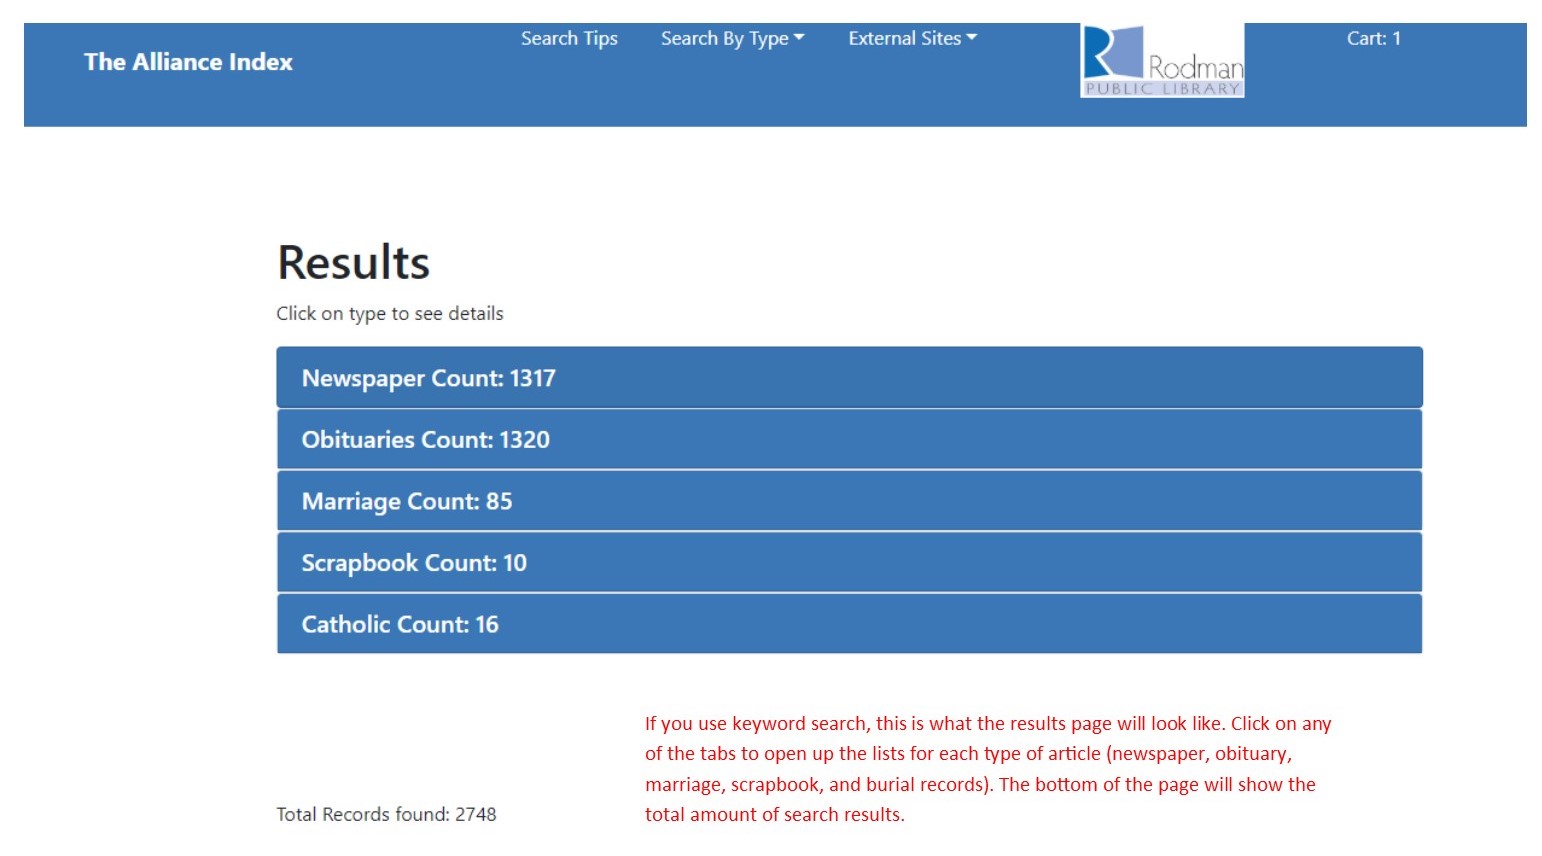 The Alliance Index
Search Tips
Search By Type
External Sites
Rodman
PUBLIC LIBRARY
Cart: 1
Results
Click on type to see details
Newspaper Count: 1317
Obituaries Count: 1320
Marriage Count: 85
Scrapbook Count: 10
Catholic Count: 16
If you use keyword search, this is what the results page will look like. Click on any
of the tabs to open up the lists for each type of article (newspaper, obituary,
marriage, scrapbook, and burial records). The bottom of the page will show the
total amount of search results.
Total Records found: 2748